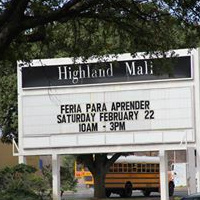 Highland Mall
FERIA PARA APRENDER
SATURDAY FEBRUARY 22
10AM - 3PM